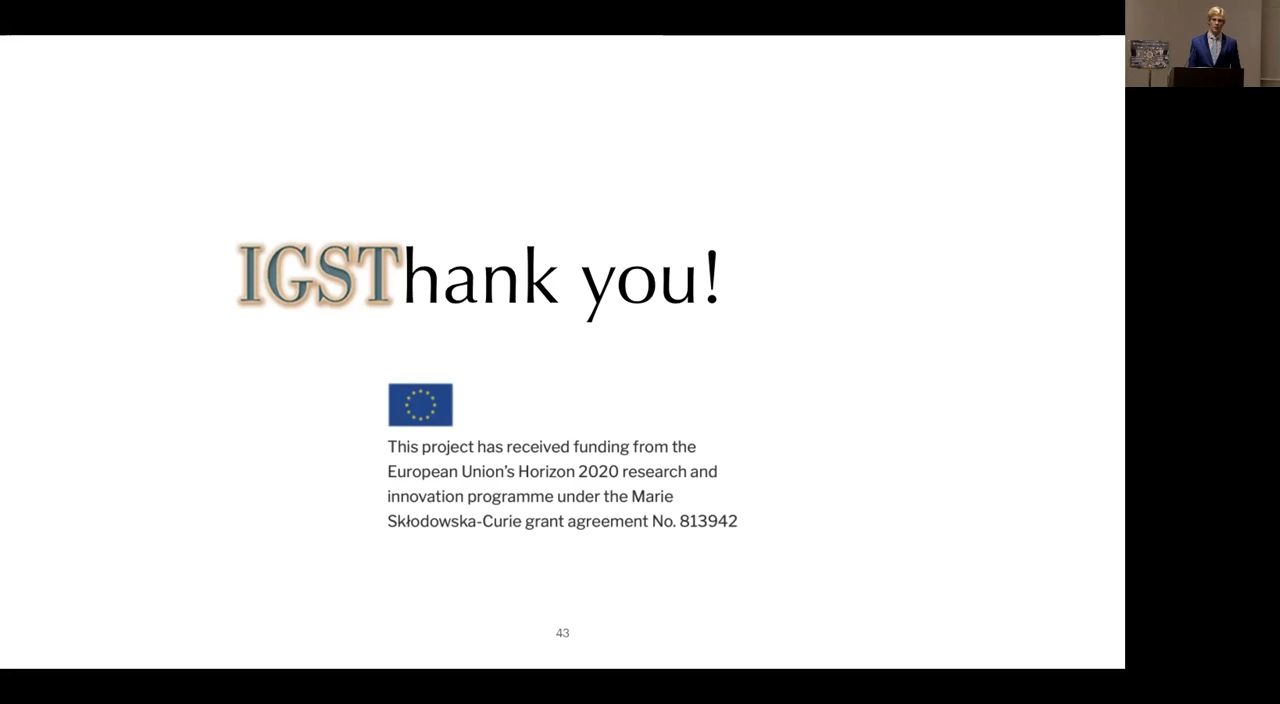 IGSThank you!
This project has received funding from the
European Union’s Horizon 2020 research and
innovation programme under the Marie
Skłodowska-Curie grant agreement No. 813942
43